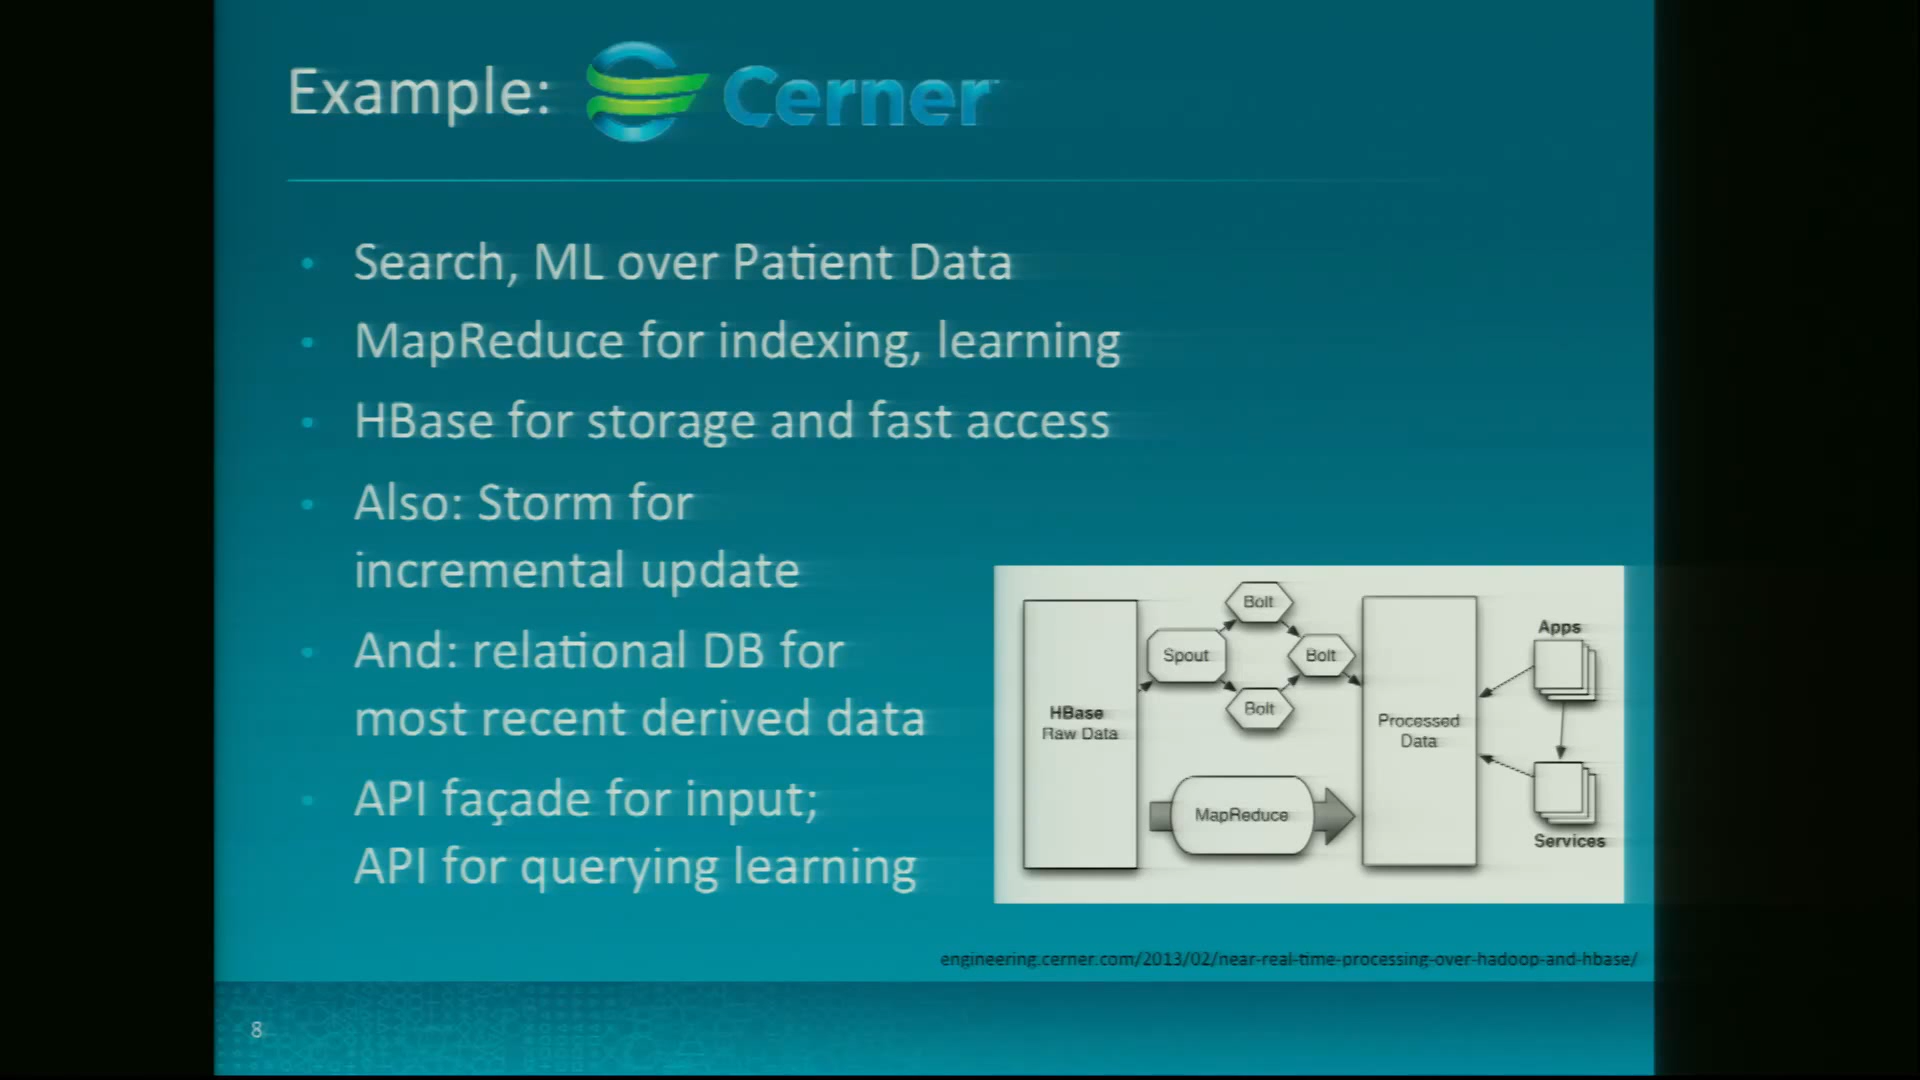 Example: Cerner
• Search, ML over Patient Data
• MapReduce for indexing, learning
• HBase for storage and fast access
• Also: Storm for
incremental update
• And: relational DB for
most recent derived data
• API façade for input;
API for querying learning
Bolt
Spout
Bolt
Bolt
HBase
Raw Data
MapReduce
Processed
Data
Apps
Services
engineering.cerner.com/2013/02/near-real-time-processing-over-hadoop-and-hbase/
8